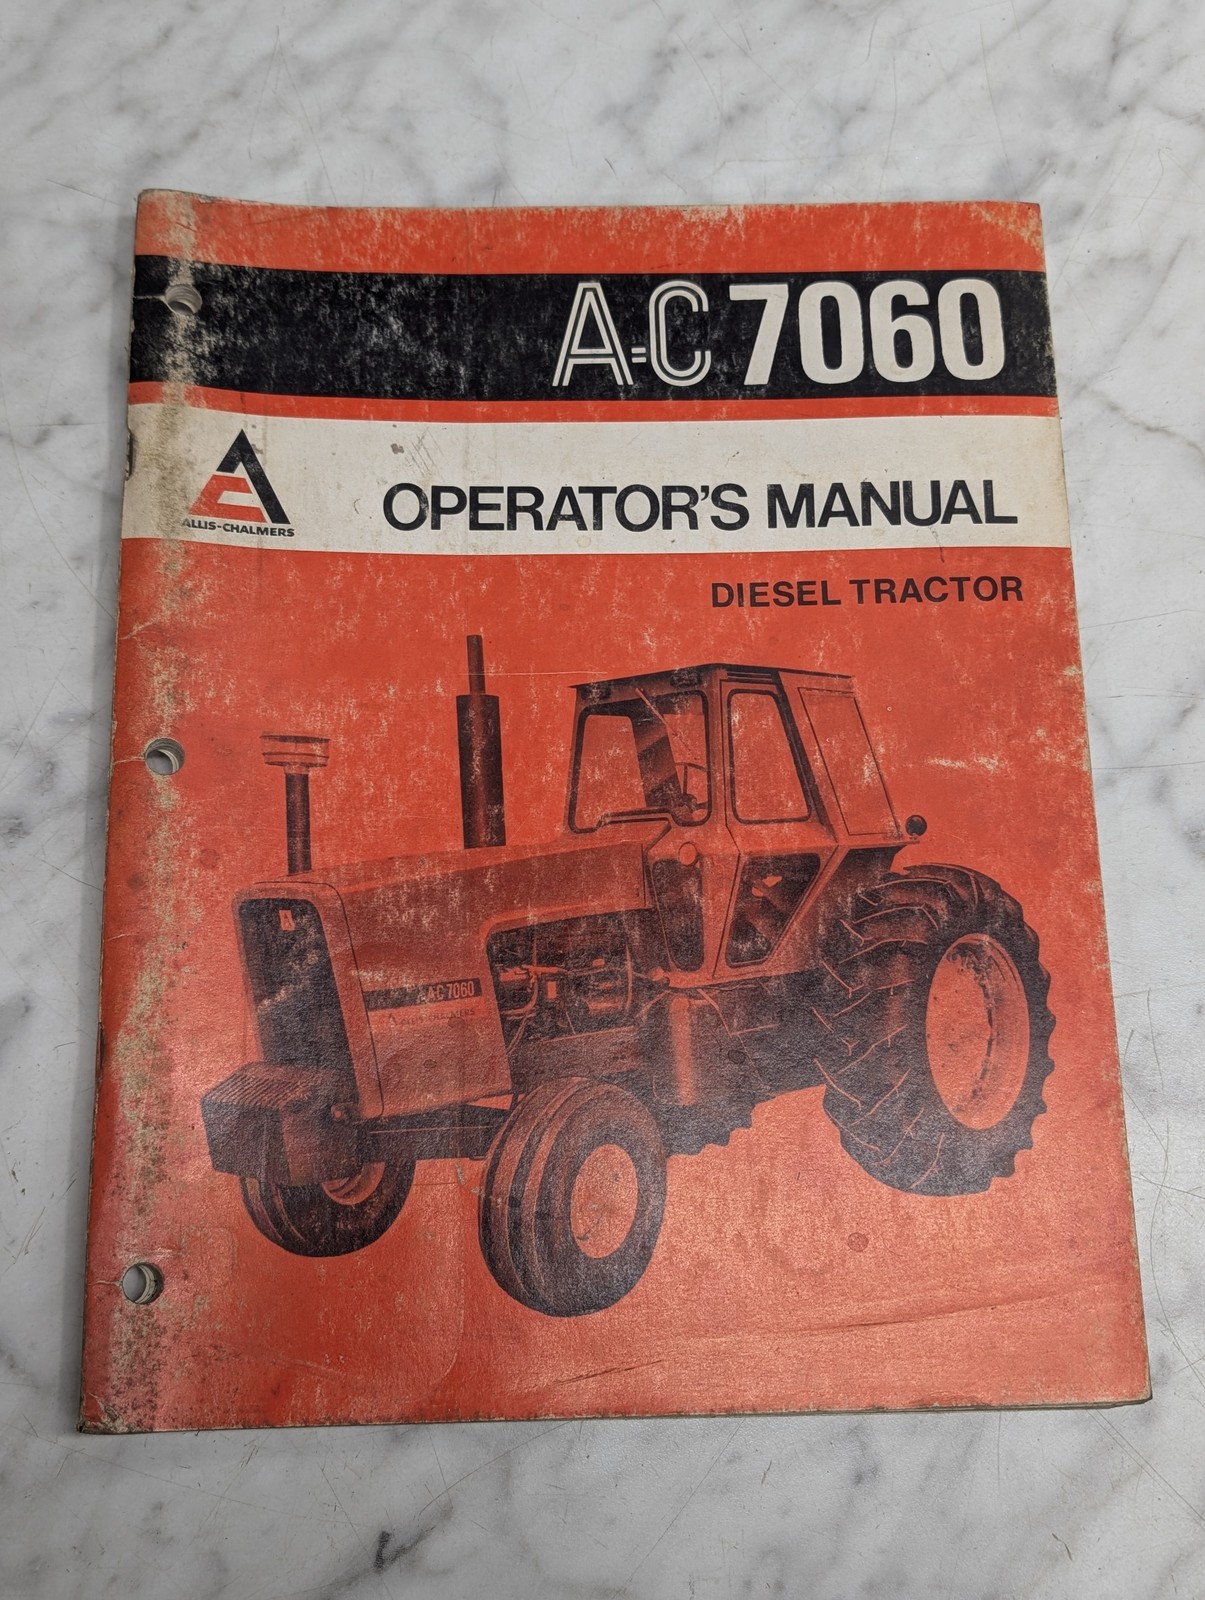 A-C 7060
ALLIS-CHALMERS
OPERATOR'S MANUAL
DIESEL TRACTOR
A-C 7060
ALLIS-CHALMERS